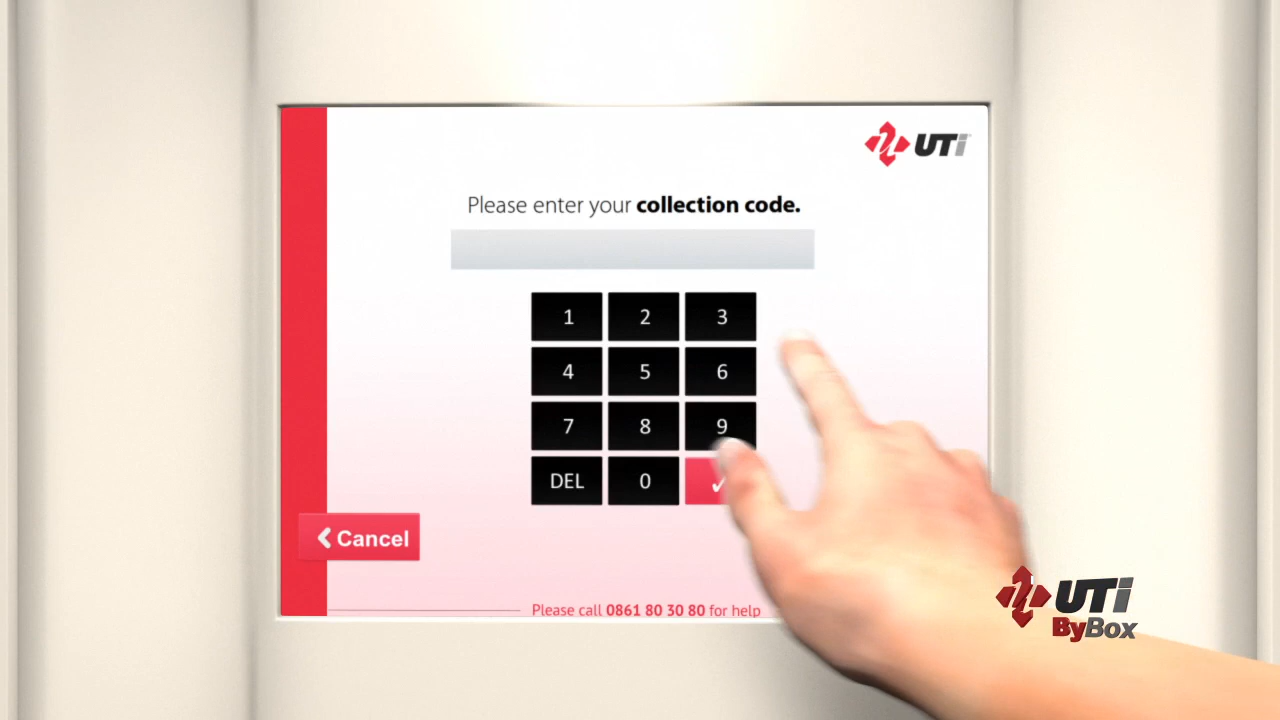 UTi
Please enter your collection code.
1 2 3
4 5 6
7 8 9
DEL 0 ✓
Cancel
Please call 0861 80 30 80 for help
UTi
ByBox